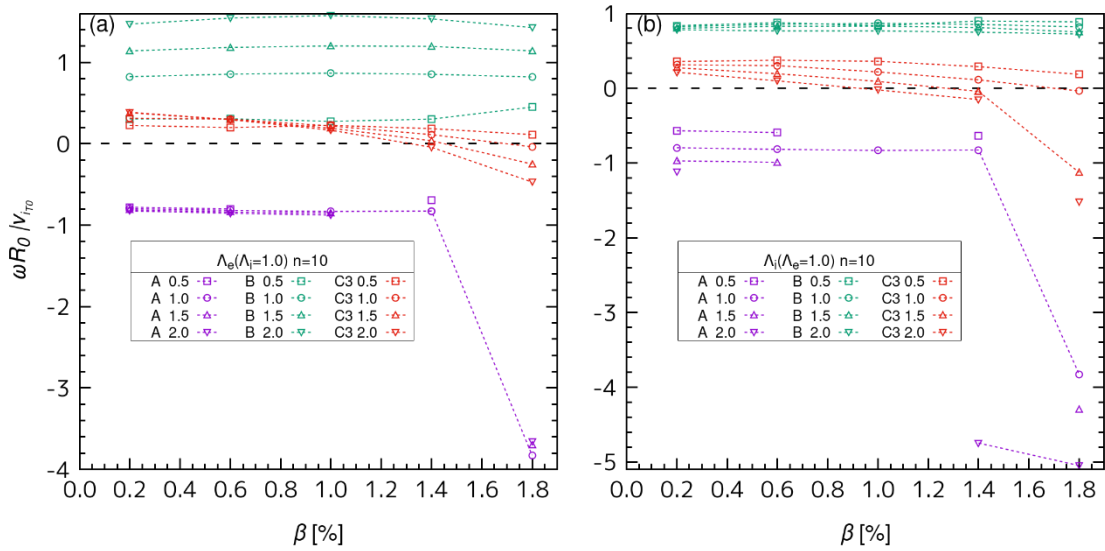 (a)
1
0
-1
-2
-3
-4
ωR0/viT0
Λe(Λi=1.0) n=10
A 0.5 B 0.5 C3 0.5
A 1.0 B 1.0 C3 1.0
A 1.5 B 1.5 C3 1.5
A 2.0 B 2.0 C3 2.0
0.0 0.2 0.4 0.6 0.8 1.0 1.2 1.4 1.6 1.8
β [%]
(b)
1
0
-1
-2
-3
-4
-5
Λi(Λe=1.0) n=10
A 0.5 B 0.5 C3 0.5
A 1.0 B 1.0 C3 1.0
A 1.5 B 1.5 C3 1.5
A 2.0 B 2.0 C3 2.0
0.0 0.2 0.4 0.6 0.8 1.0 1.2 1.4 1.6 1.8
β [%]